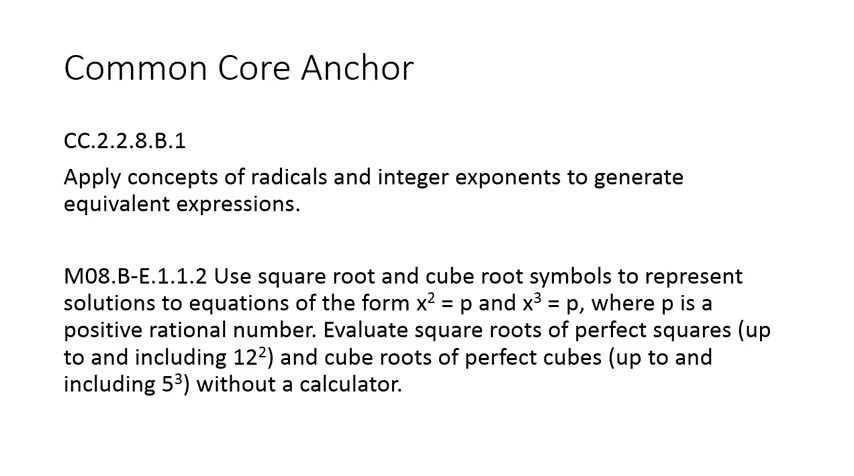 Common Core Anchor
CC.2.2.8.B.1
Apply concepts of radicals and integer exponents to generate
equivalent expressions.
M08.B-E.1.1.2 Use square root and cube root symbols to represent
solutions to equations of the form x² = p and x³ = p, where p is a
positive rational number. Evaluate square roots of perfect squares (up
to and including 12²) and cube roots of perfect cubes (up to and
including 5³) without a calculator.